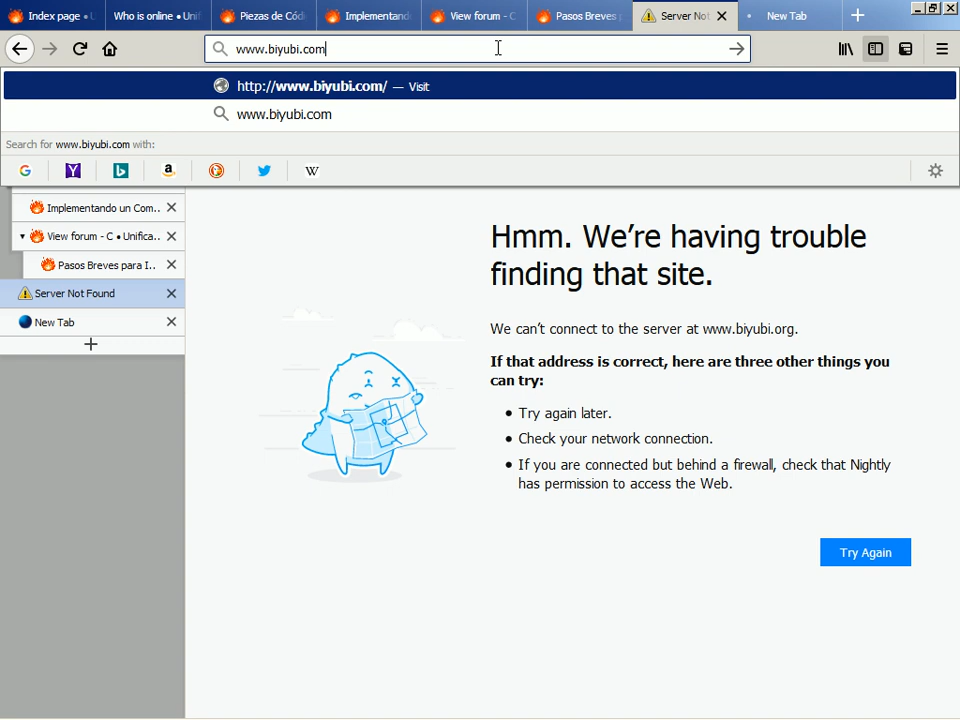 Index page • U
Who is online • Unif
Piezas de Códi
Implementando
View forum - C
Pasos Breves p
Server Not
New Tab
www.biyubi.com
http://www.biyubi.com/ — Visit
www.biyubi.com
Search for www.biyubi.com with:
Implementando un Com..
View forum - C • Unifica..
Pasos Breves para I..
Server Not Found
New Tab
Hmm. We’re having trouble
finding that site.
We can’t connect to the server at www.biyubi.org.
If that address is correct, here are three other things you
can try:
• Try again later.
• Check your network connection.
• If you are connected but behind a firewall, check that Nightly
has permission to access the Web.
Try Again